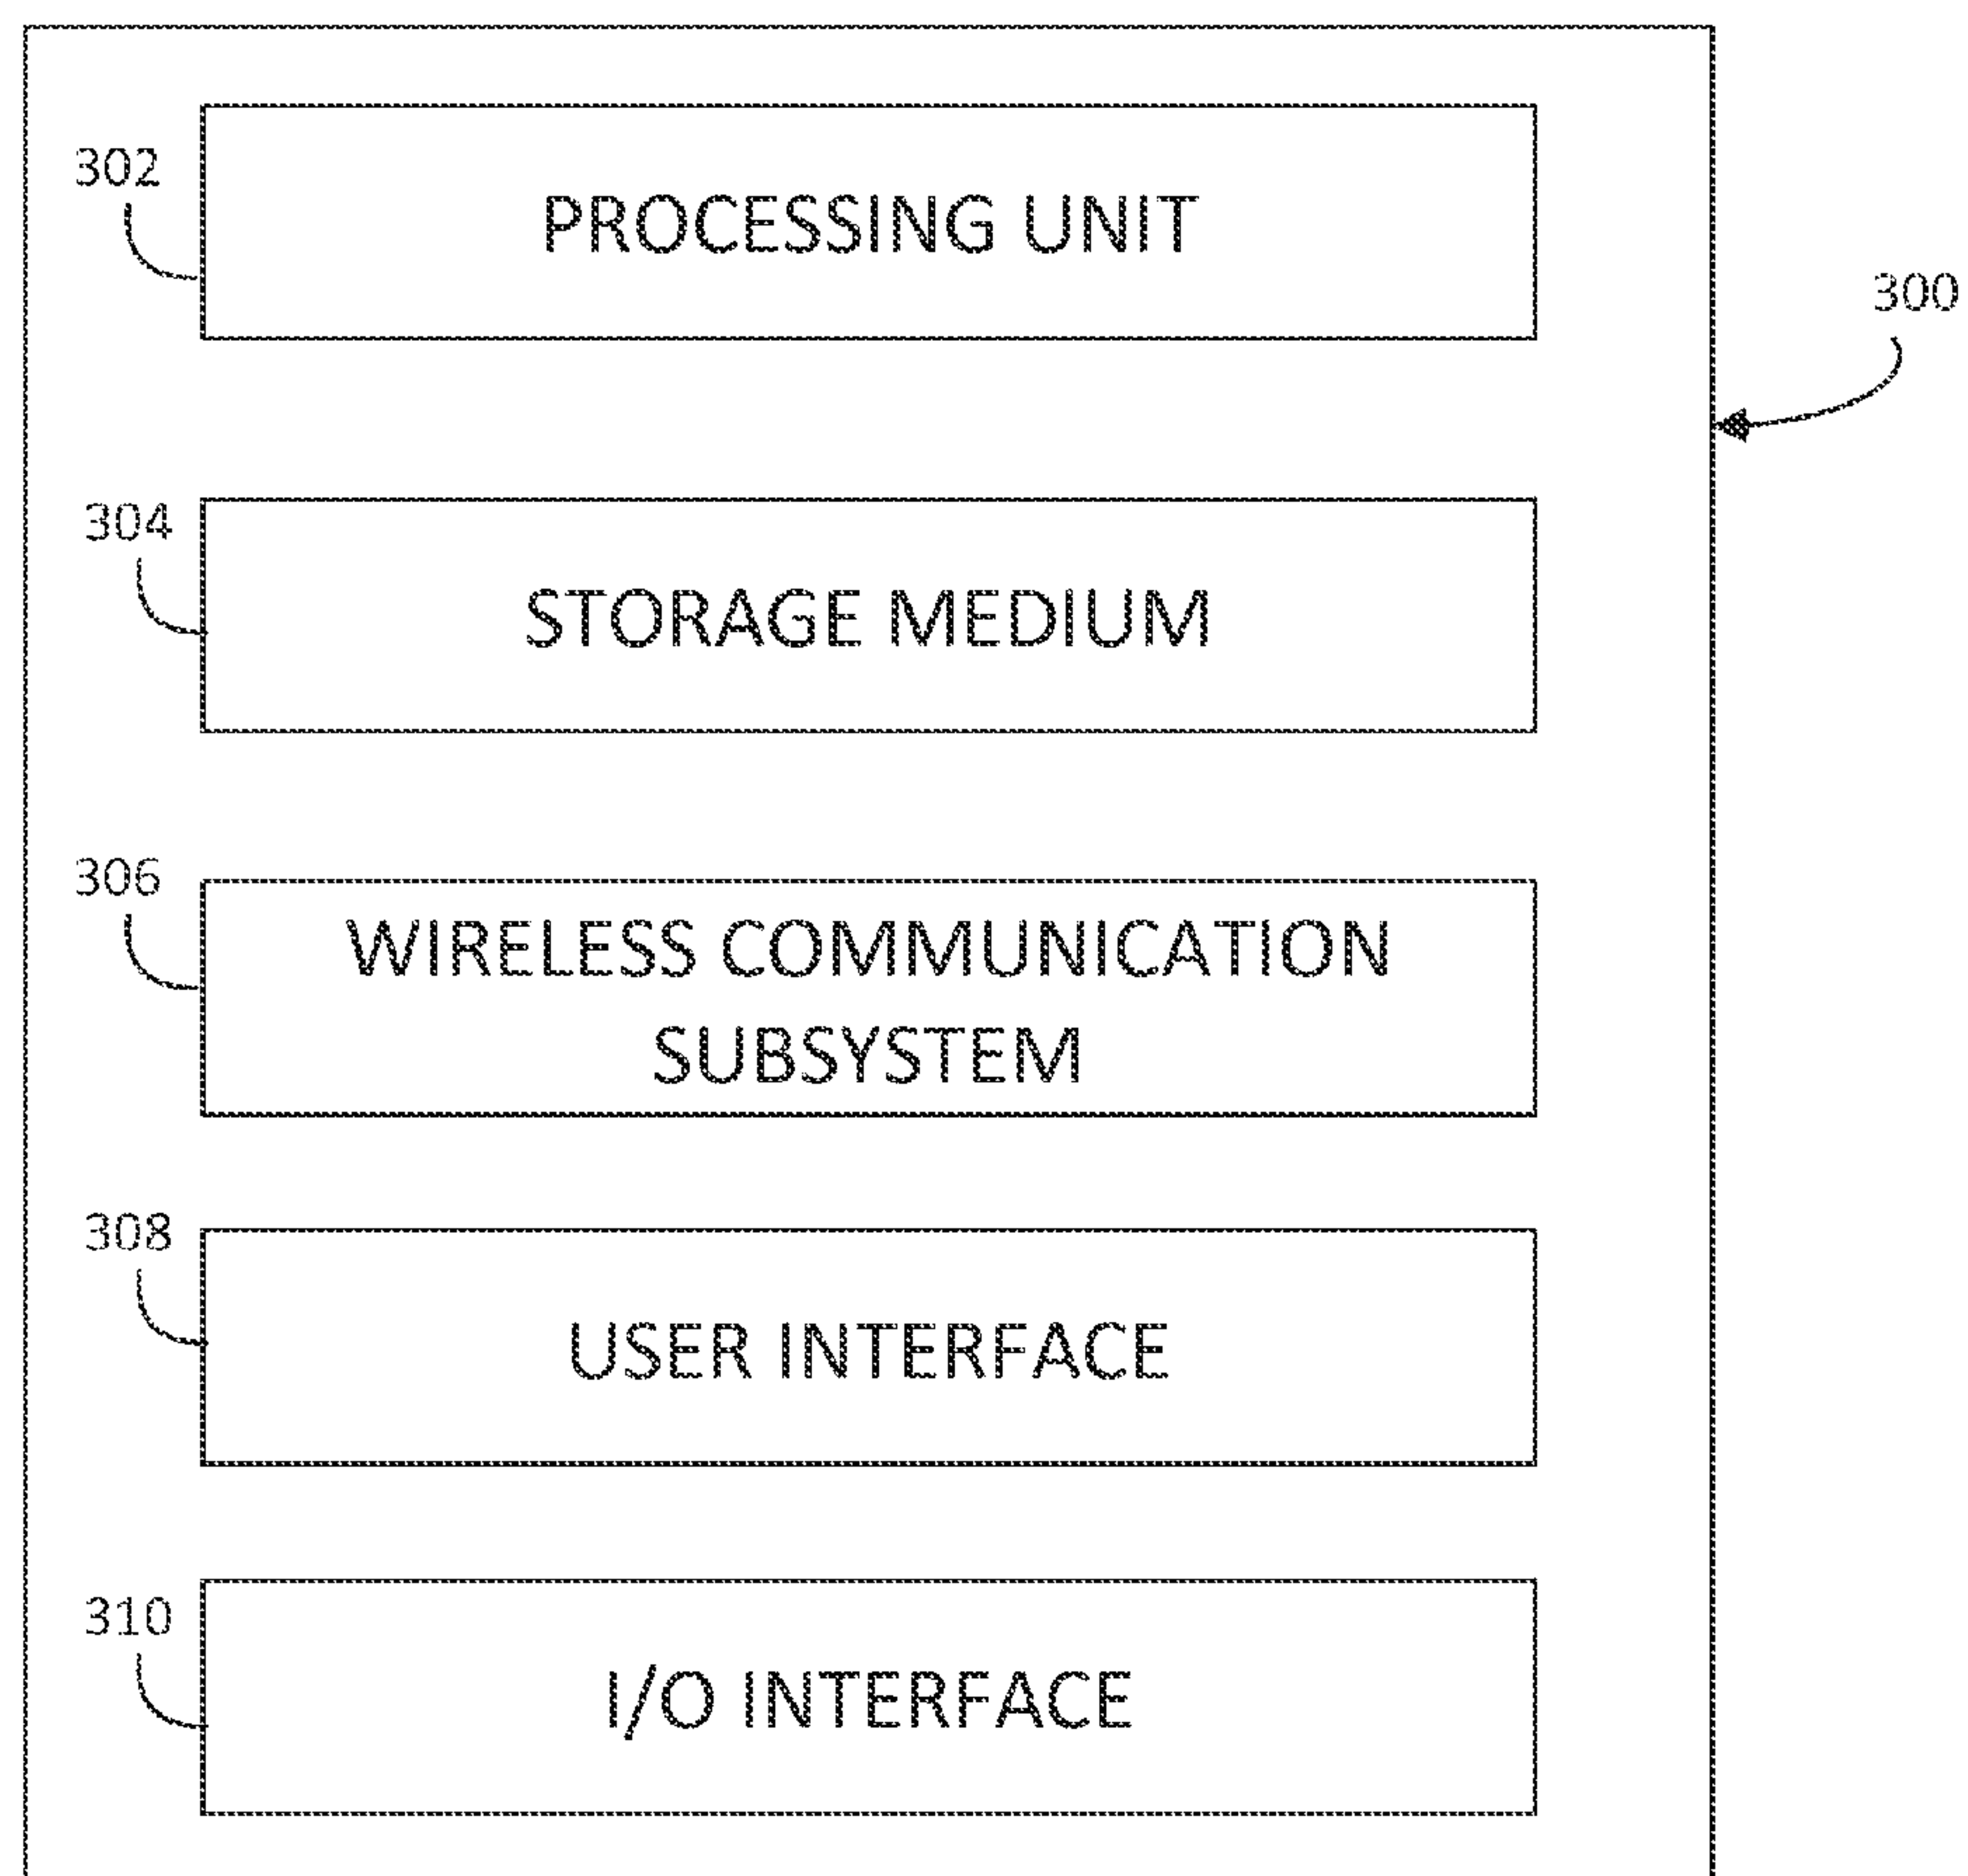 302
PROCESSING UNIT
300
304
STORAGE MEDIUM
306
WIRELESS COMMUNICATION
SUBSYSTEM
308
USER INTERFACE
310
I/O INTERFACE